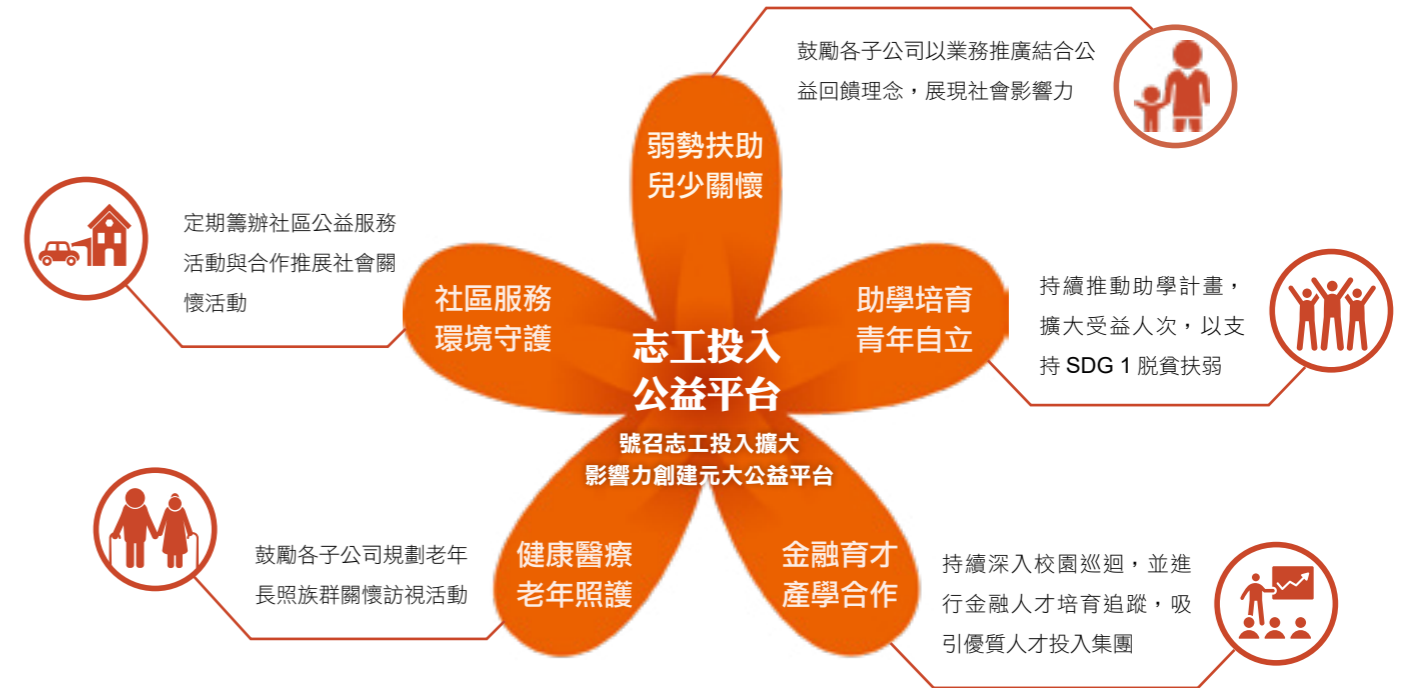 鼓勵各子公司以業務推廣結合公
益回饋理念，展現社會影響力
弱勢扶助
兒少關懷
定期籌辦社區公益服務
活動與合作推展社會關
懷活動
社區服務
環境守護
助學培育
青年自立
持續推動助學計畫，
擴大受益人次，以支
持 SDG 1 脫貧扶弱
志工投入
公益平台
號召志工投入擴大
影響力創建元大公益平台
鼓勵各子公司規劃老年
長照族群關懷訪視活動
健康醫療
老年照護
金融育才
產學合作
持續深入校園巡迴，並進
行金融人才培育追蹤，吸
引優質人才投入集團